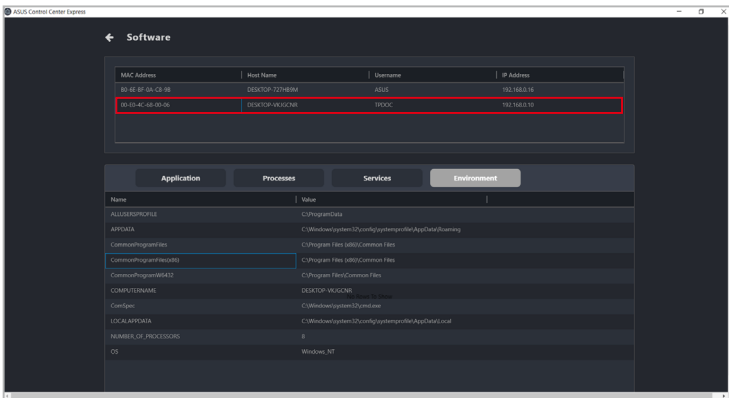 ASUS Control Center Express
Software
MAC Address Host Name Username IP Address
B0-6E-BF-0A-C8-9B DESKTOP-727HB9M ASUS 192.168.0.16
00-E0-4C-68-00-06 DESKTOP-VKJGCNR TPDOC 192.168.0.10
Application Processes Services Environment
Name Value
ALLUSERSPROFILE C:\ProgramData
APPDATA C:\Windows\system32\config\systemprofile\AppData\Roaming
CommonProgramFiles C:\Program Files (x86)\Common Files
CommonProgramFiles(x86) C:\Program Files (x86)\Common Files
CommonProgramW6432 C:\Program Files\Common Files
COMPUTERNAME DESKTOP-VKJGCNR
ComSpec C:\Windows\system32\cmd.exe
LOCALAPPDATA C:\Windows\system32\config\systemprofile\AppData\Local
NUMBER_OF_PROCESSORS 8
OS Windows_NT